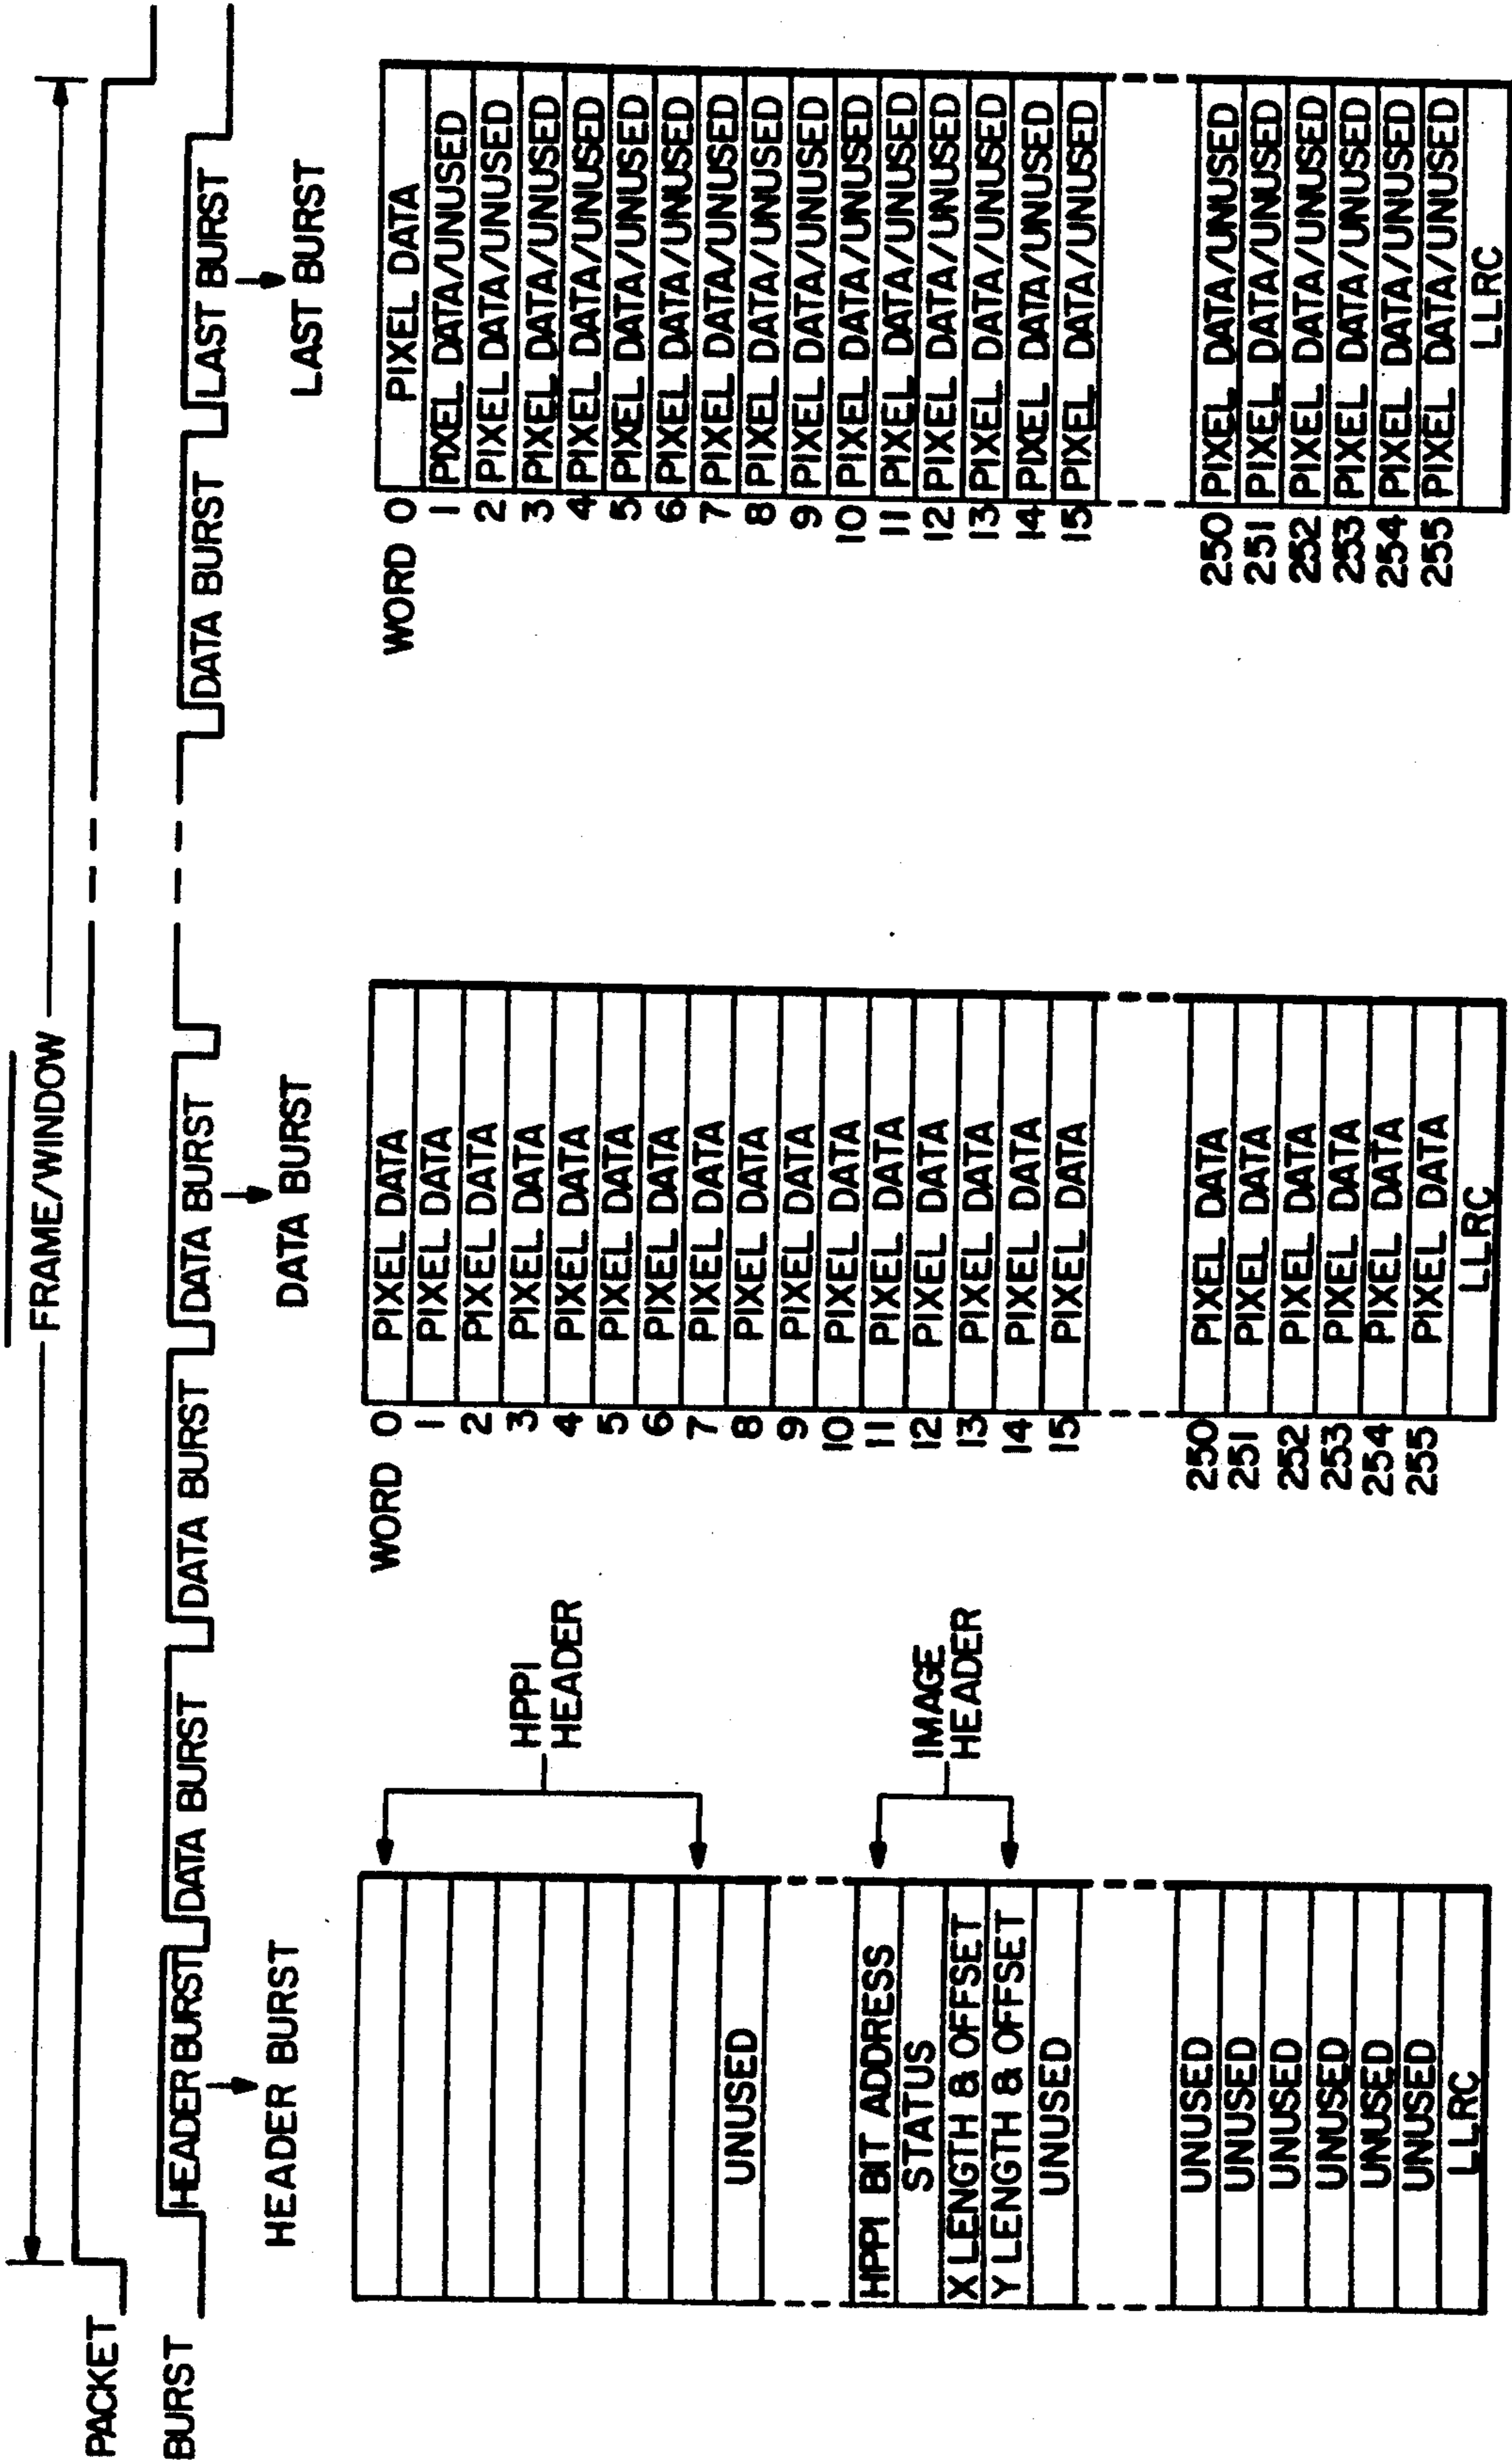 FRAME/WINDOW
PACKET
BURST
HEADER BURST
DATA BURST
DATA BURST
DATA BURST
DATA BURST
LAST BURST
HEADER BURST
DATA BURST
LAST BURST
HPPI
HEADER
UNUSED
HPPI BIT ADDRESS
STATUS
X LENGTH & OFFSET
Y LENGTH & OFFSET
UNUSED
IMAGE
HEADER
UNUSED
UNUSED
UNUSED
UNUSED
UNUSED
UNUSED
LLRC
WORD 0 PIXEL DATA
1 PIXEL DATA
2 PIXEL DATA
3 PIXEL DATA
4 PIXEL DATA
5 PIXEL DATA
6 PIXEL DATA
7 PIXEL DATA
8 PIXEL DATA
9 PIXEL DATA
10 PIXEL DATA
11 PIXEL DATA
12 PIXEL DATA
13 PIXEL DATA
14 PIXEL DATA
15 PIXEL DATA
250 PIXEL DATA
251 PIXEL DATA
252 PIXEL DATA
253 PIXEL DATA
254 PIXEL DATA
255 PIXEL DATA
LLRC
WORD 0 PIXEL DATA
1 PIXEL DATA/UNUSED
2 PIXEL DATA/UNUSED
3 PIXEL DATA/UNUSED
4 PIXEL DATA/UNUSED
5 PIXEL DATA/UNUSED
6 PIXEL DATA/UNUSED
7 PIXEL DATA/UNUSED
8 PIXEL DATA/UNUSED
9 PIXEL DATA/UNUSED
10 PIXEL DATA/UNUSED
11 PIXEL DATA/UNUSED
12 PIXEL DATA/UNUSED
13 PIXEL DATA/UNUSED
14 PIXEL DATA/UNUSED
15 PIXEL DATA/UNUSED
250 PIXEL DATA/UNUSED
251 PIXEL DATA/UNUSED
252 PIXEL DATA/UNUSED
253 PIXEL DATA/UNUSED
254 PIXEL DATA/UNUSED
255 PIXEL DATA/UNUSED
LLRC